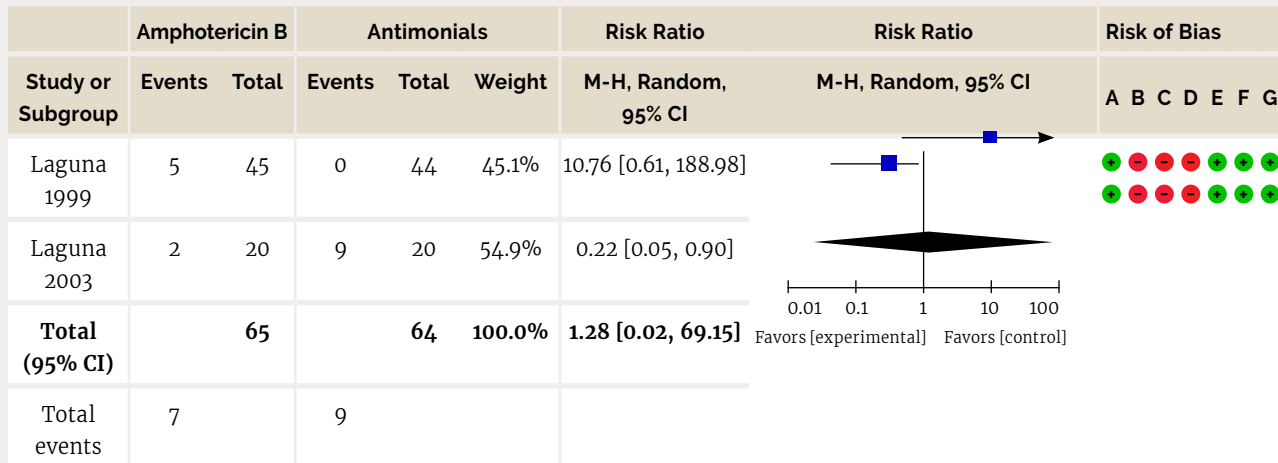 Amphotericin B Antimonials Risk Ratio Risk Ratio Risk of Bias
Study or Subgroup Events Total Events Total Weight M-H, Random, 95% CI M-H, Random, 95% CI A B C D E F G
Laguna 1999 5 45 0 44 45.1% 10.76 [0.61, 188.98] + - - - + + +
+ - - - + + +
Laguna 2003 2 20 9 20 54.9% 0.22 [0.05, 0.90]
0.01 0.1 1 10 100
Total (95% CI) 65 64 100.0% 1.28 [0.02, 69.15] Favors [experimental] Favors [control]
Total events 7 9